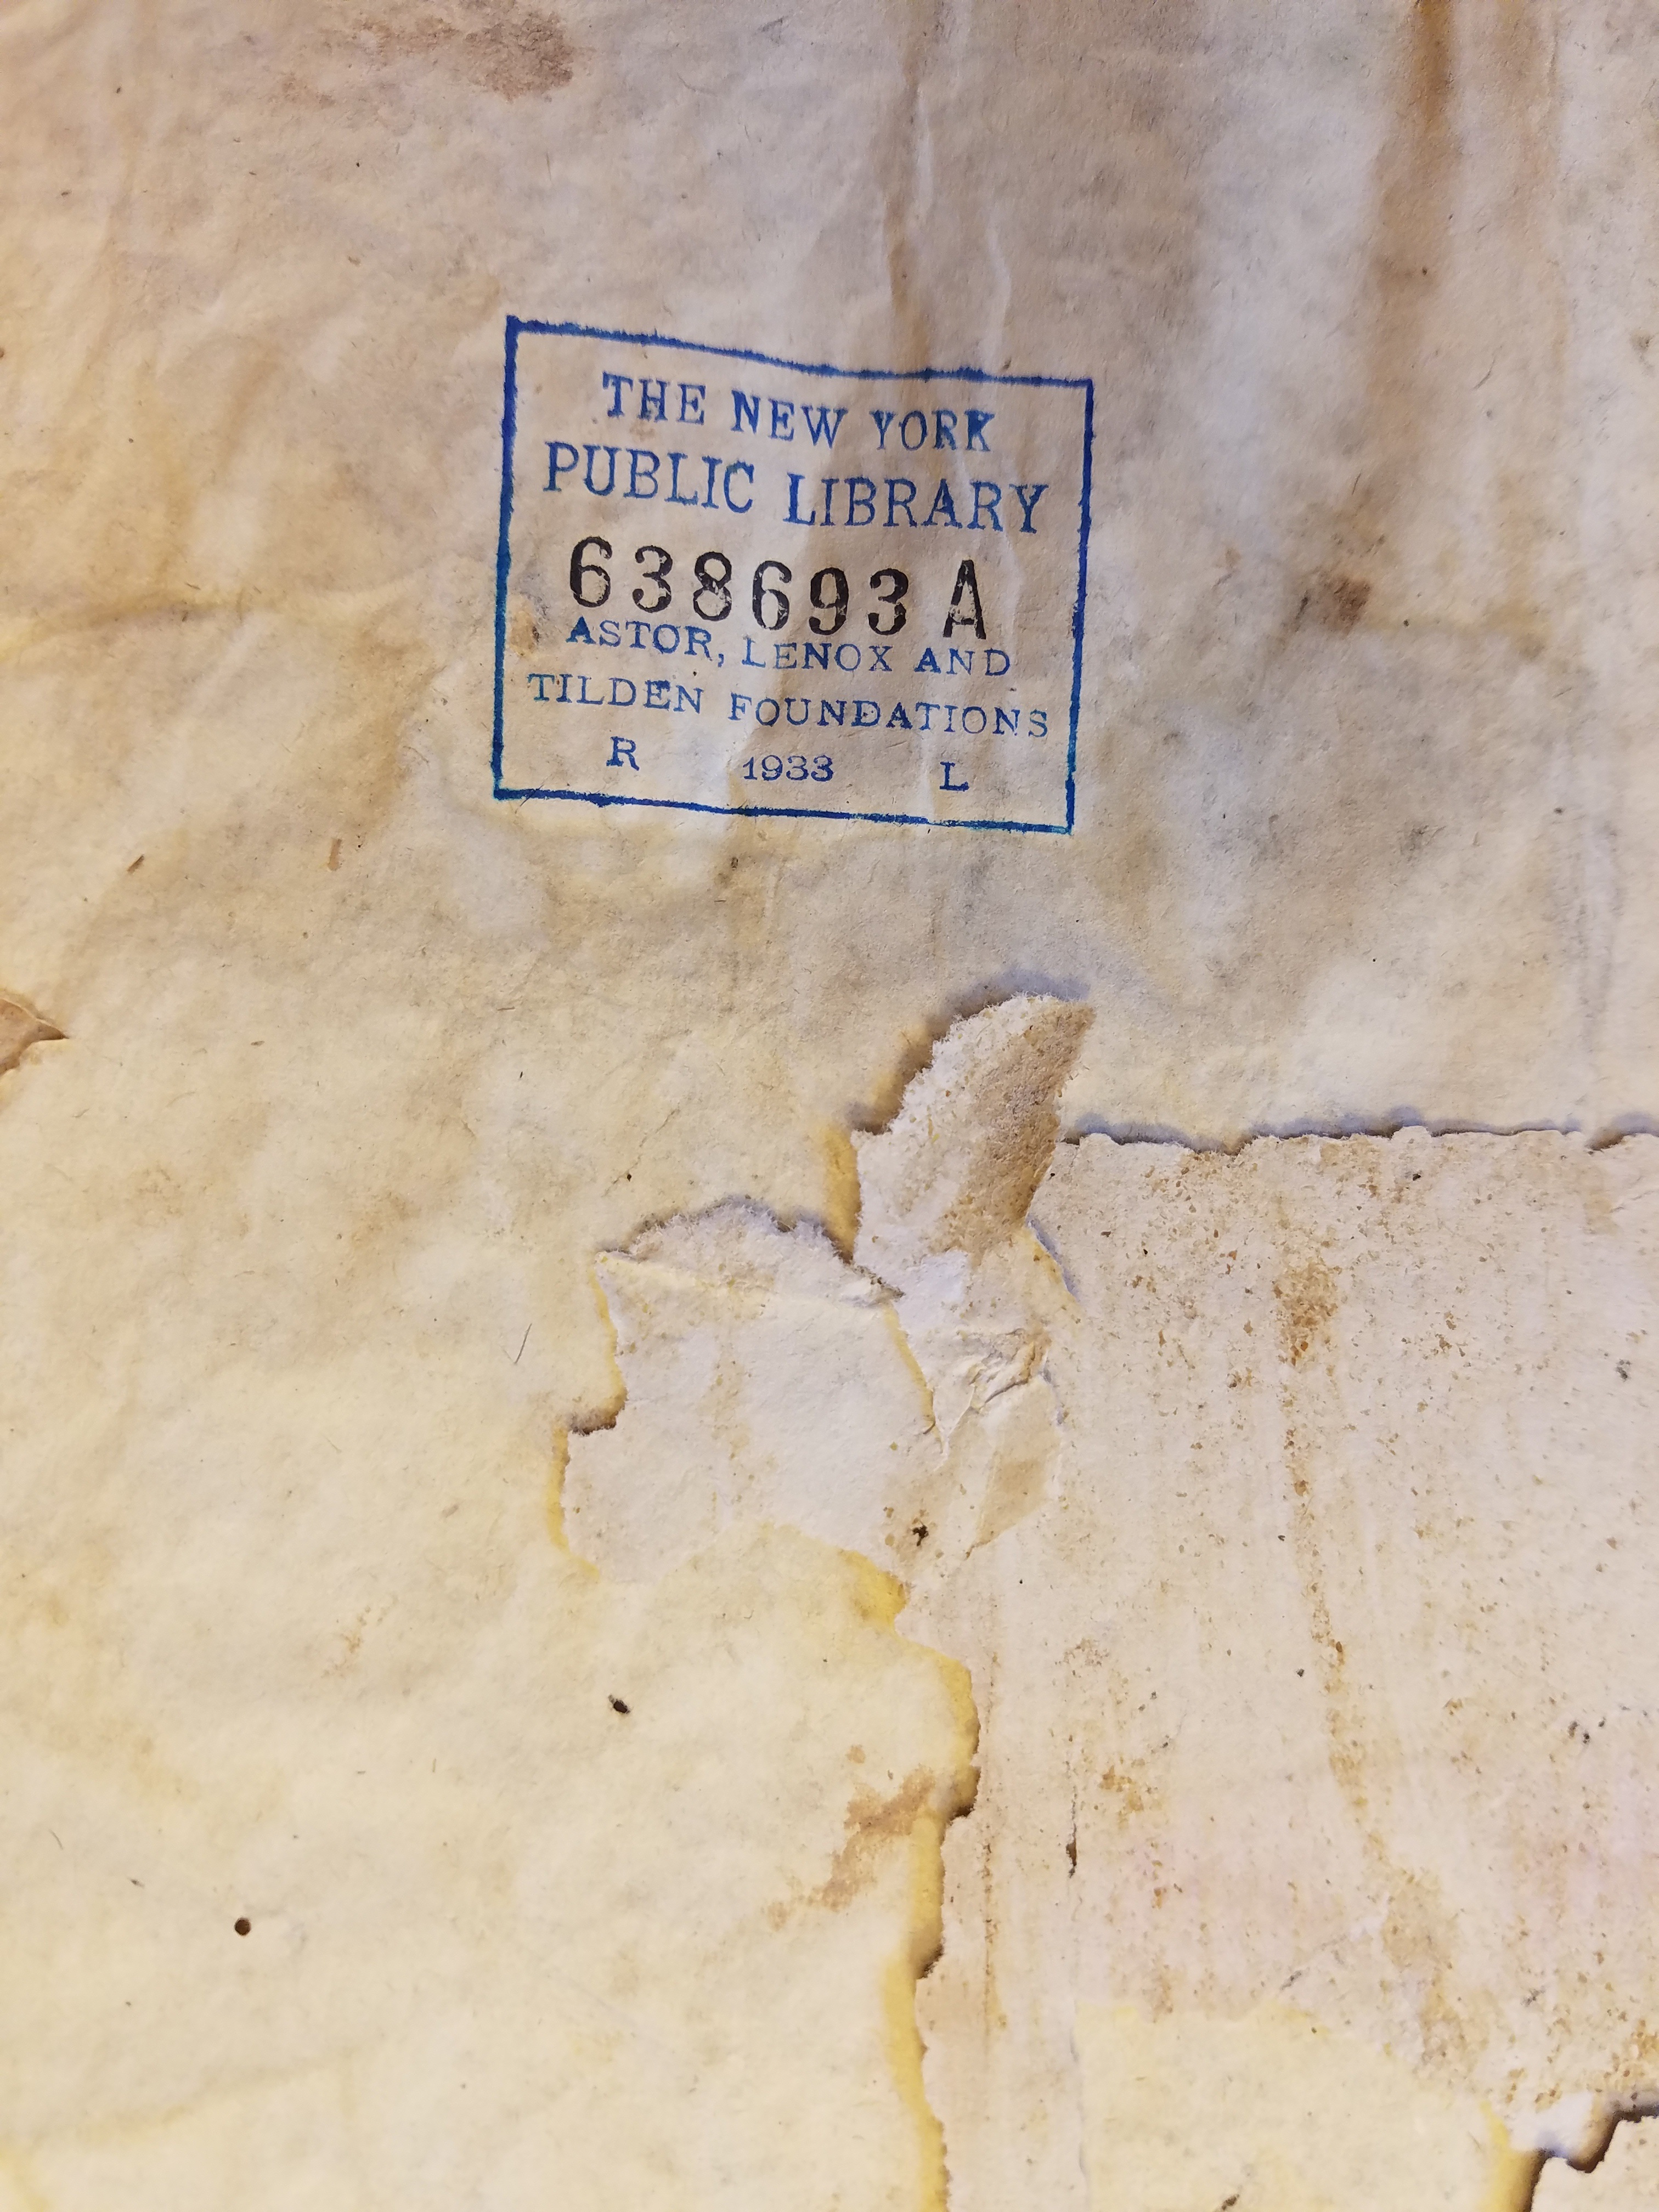 THE NEW YORK
PUBLIC LIBRARY
638693 A
ASTOR, LENOX AND
TILDEN FOUNDATIONS
R 1933 L